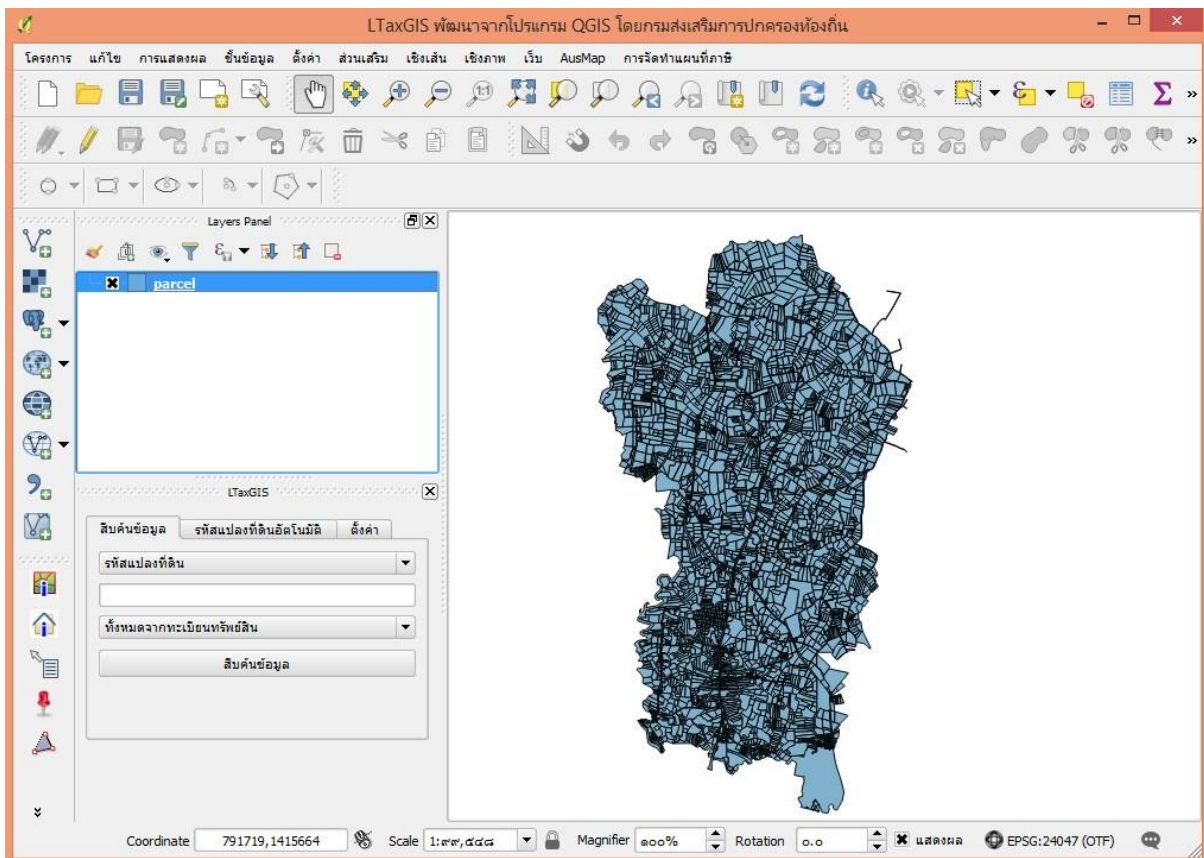 LTaxGIS พัฒนาจากโปรแกรม QGIS โดยกรมส่งเสริมการปกครองท้องถิ่น
โครงการ แก้ไข การแสดงผล ชั้นข้อมูล ตั้งค่า ส่วนเสริม เชิงเส้น เชิงภาพ เว็บ AusMap การจัดทำแผนที่ภาษี
Layers Panel
parcel
LTaxGIS
สืบค้นข้อมูล รหัสแปลงที่ดินอัตโนมัติ ตั้งค่า
รหัสแปลงที่ดิน
ทั้งหมดจากทะเบียนทรัพย์สิน
สืบค้นข้อมูล
Coordinate 791719,1415664 Scale 1:๙๙,๕๔๘ Magnifier ๑๐๐% Rotation ๐.๐ แสดงผล EPSG:24047 (OTF)